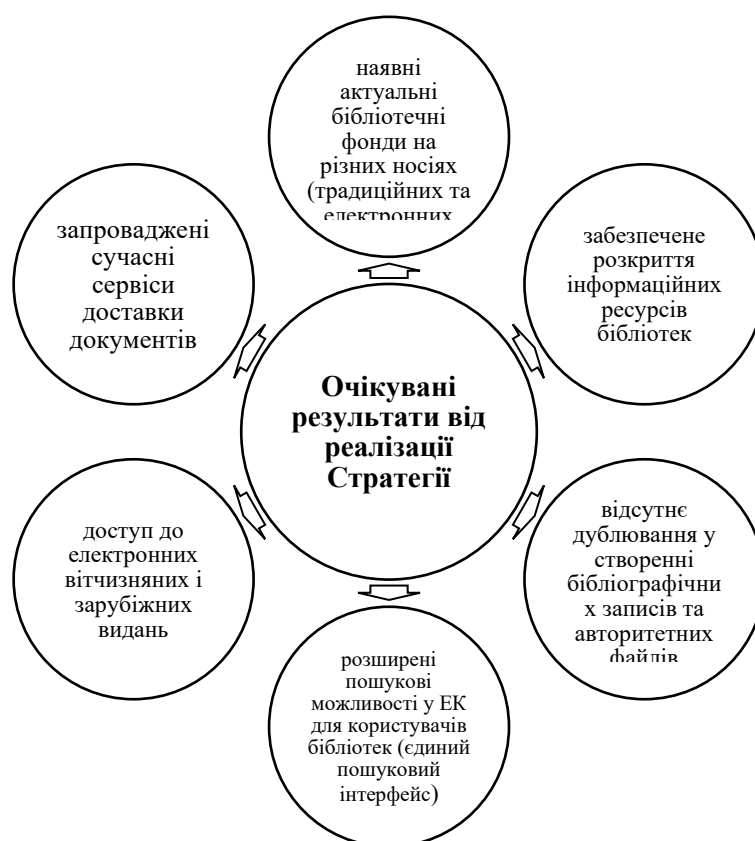 наявні
актуальні
бібліотечні
фонди на
різних носіях
(традиційних та
електронних
запроваджені
сучасні
сервіси
доставки
документів
забезпечене
розкриття
інформаційних
ресурсів
бібліотек
Очікувані
результати від
реалізації
Стратегії
доступ до
електронних
вітчизняних і
зарубіжних
видань
відсутнє
дублювання у
створенні
бібліографічни
х записів та
авторитетних
файлів
розширені
пошукові
можливості у ЕК
для користувачів
бібліотек (єдиний
пошуковий
інтерфейс)